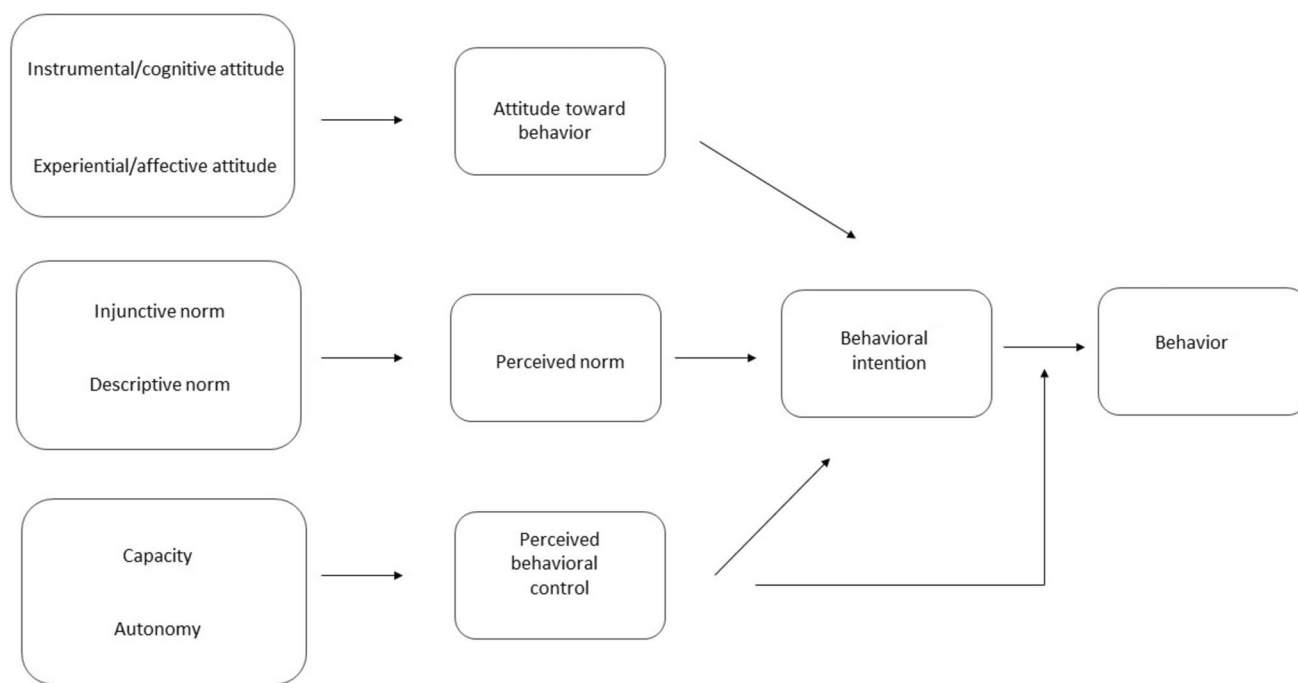 Instrumental/cognitive attitude
Experiential/affective attitude
Attitude toward
behavior
Injunctive norm
Descriptive norm
Perceived norm
Behavioral
intention
Behavior
Capacity
Autonomy
Perceived
behavioral
control